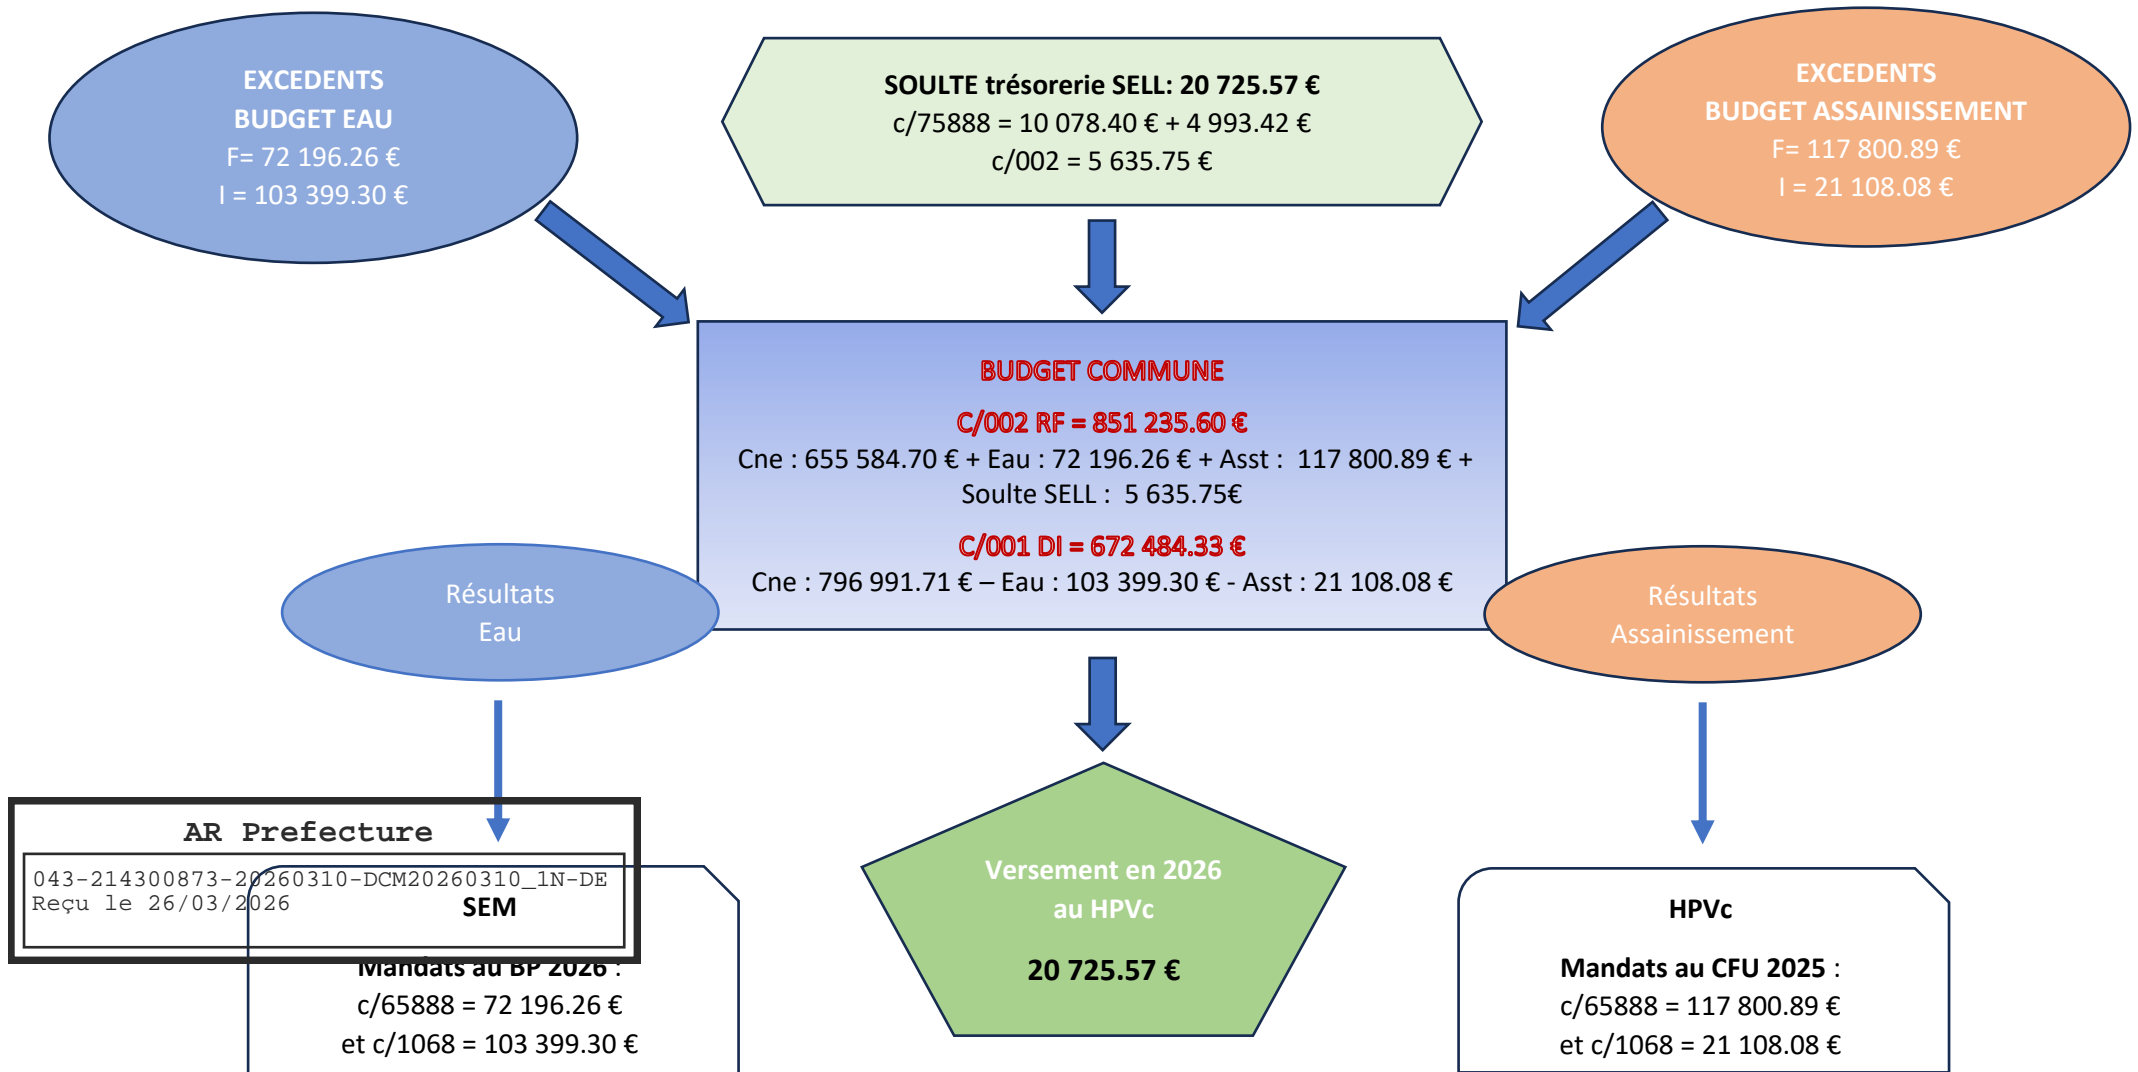 EXCEDENTS
BUDGET EAU
F= 72 196.26 €
I = 103 399.30 €
SOULTE trésorerie SELL: 20 725.57 €
c/75888 = 10 078.40 € + 4 993.42 €
c/002 = 5 635.75 €
EXCEDENTS
BUDGET ASSAINISSEMENT
F= 117 800.89 €
I = 21 108.08 €
BUDGET COMMUNE
C/002 RF = 851 235.60 €
Cne : 655 584.70 € + Eau : 72 196.26 € + Asst : 117 800.89 € +
Soulte SELL : 5 635.75€
C/001 DI = 672 484.33 €
Cne : 796 991.71 € – Eau : 103 399.30 € - Asst : 21 108.08 €
Résultats
Eau
Résultats
Assainissement
AR Prefecture
043-214300873-20260310-DCM20260310_1N-DE
Reçu le 26/03/2026
SEM
Mandats au BP 2026 :
c/65888 = 72 196.26 €
et c/1068 = 103 399.30 €
Versement en 2026
au HPVc
20 725.57 €
HPVc
Mandats au CFU 2025 :
c/65888 = 117 800.89 €
et c/1068 = 21 108.08 €